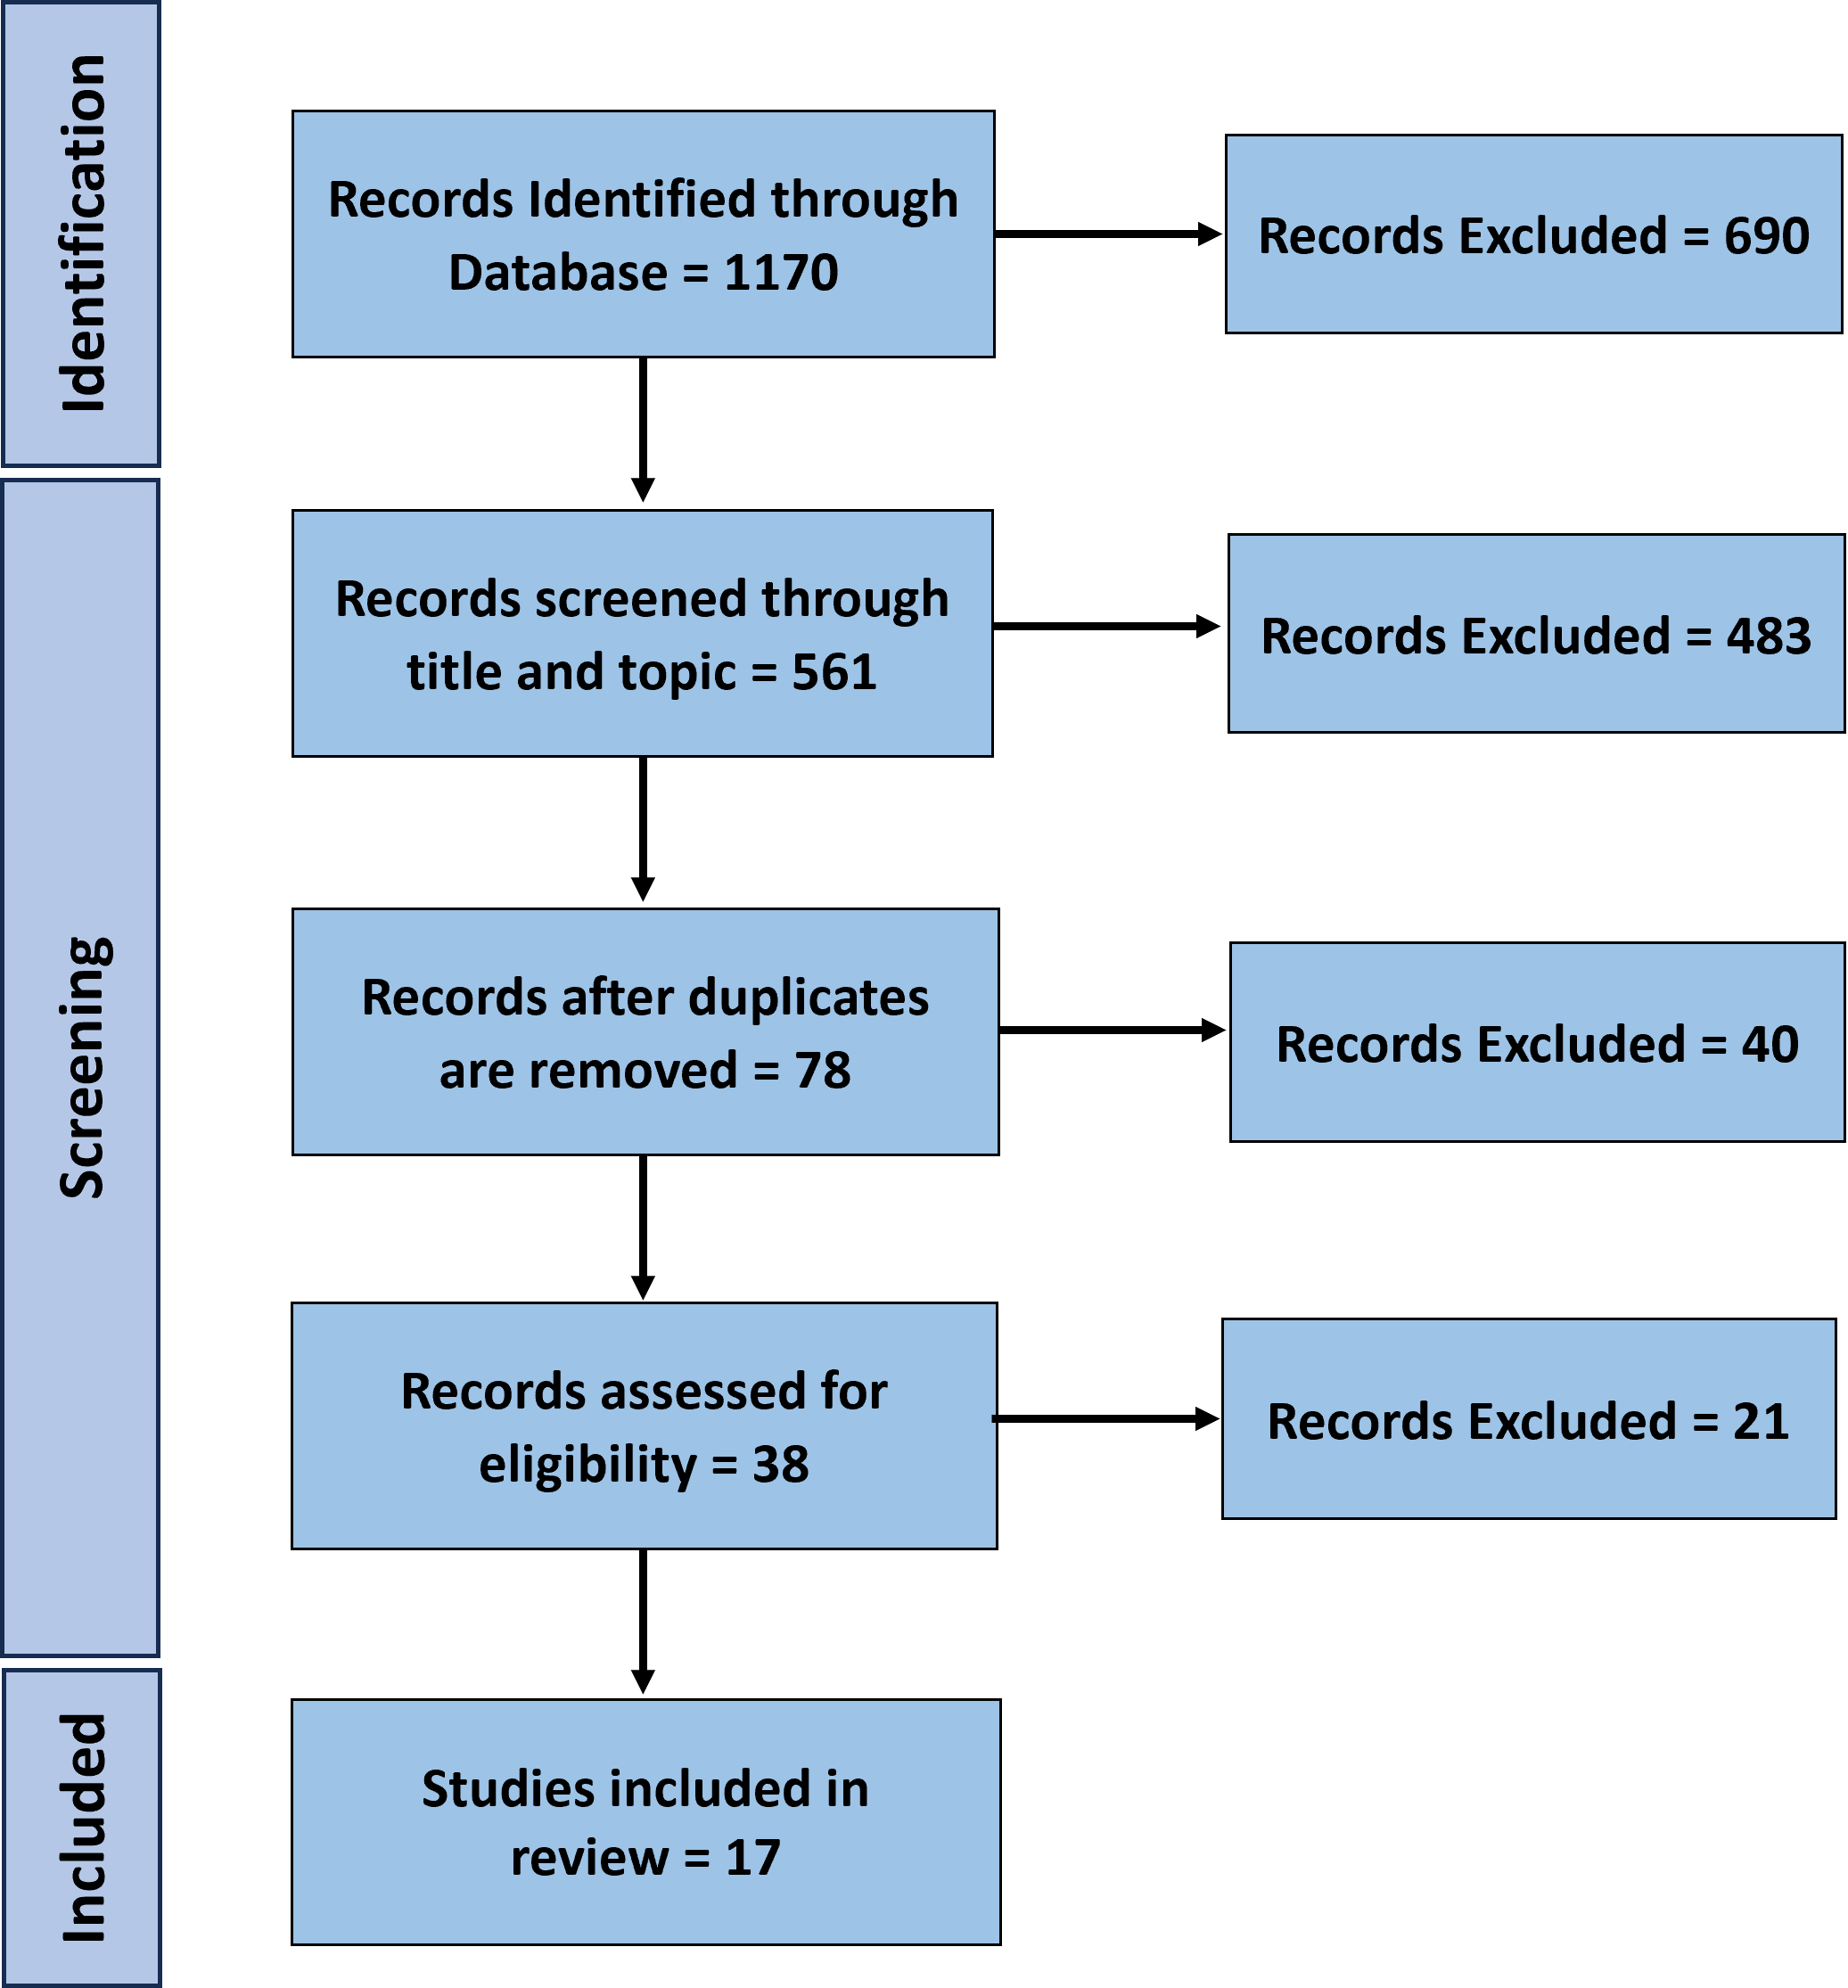 Identification
Records Identified through
Database = 1170
Records Excluded = 690
Screening
Records screened through
title and topic = 561
Records Excluded = 483
Records after duplicates
are removed = 78
Records Excluded = 40
Records assessed for
eligibility = 38
Records Excluded = 21
Included
Studies included in
review = 17